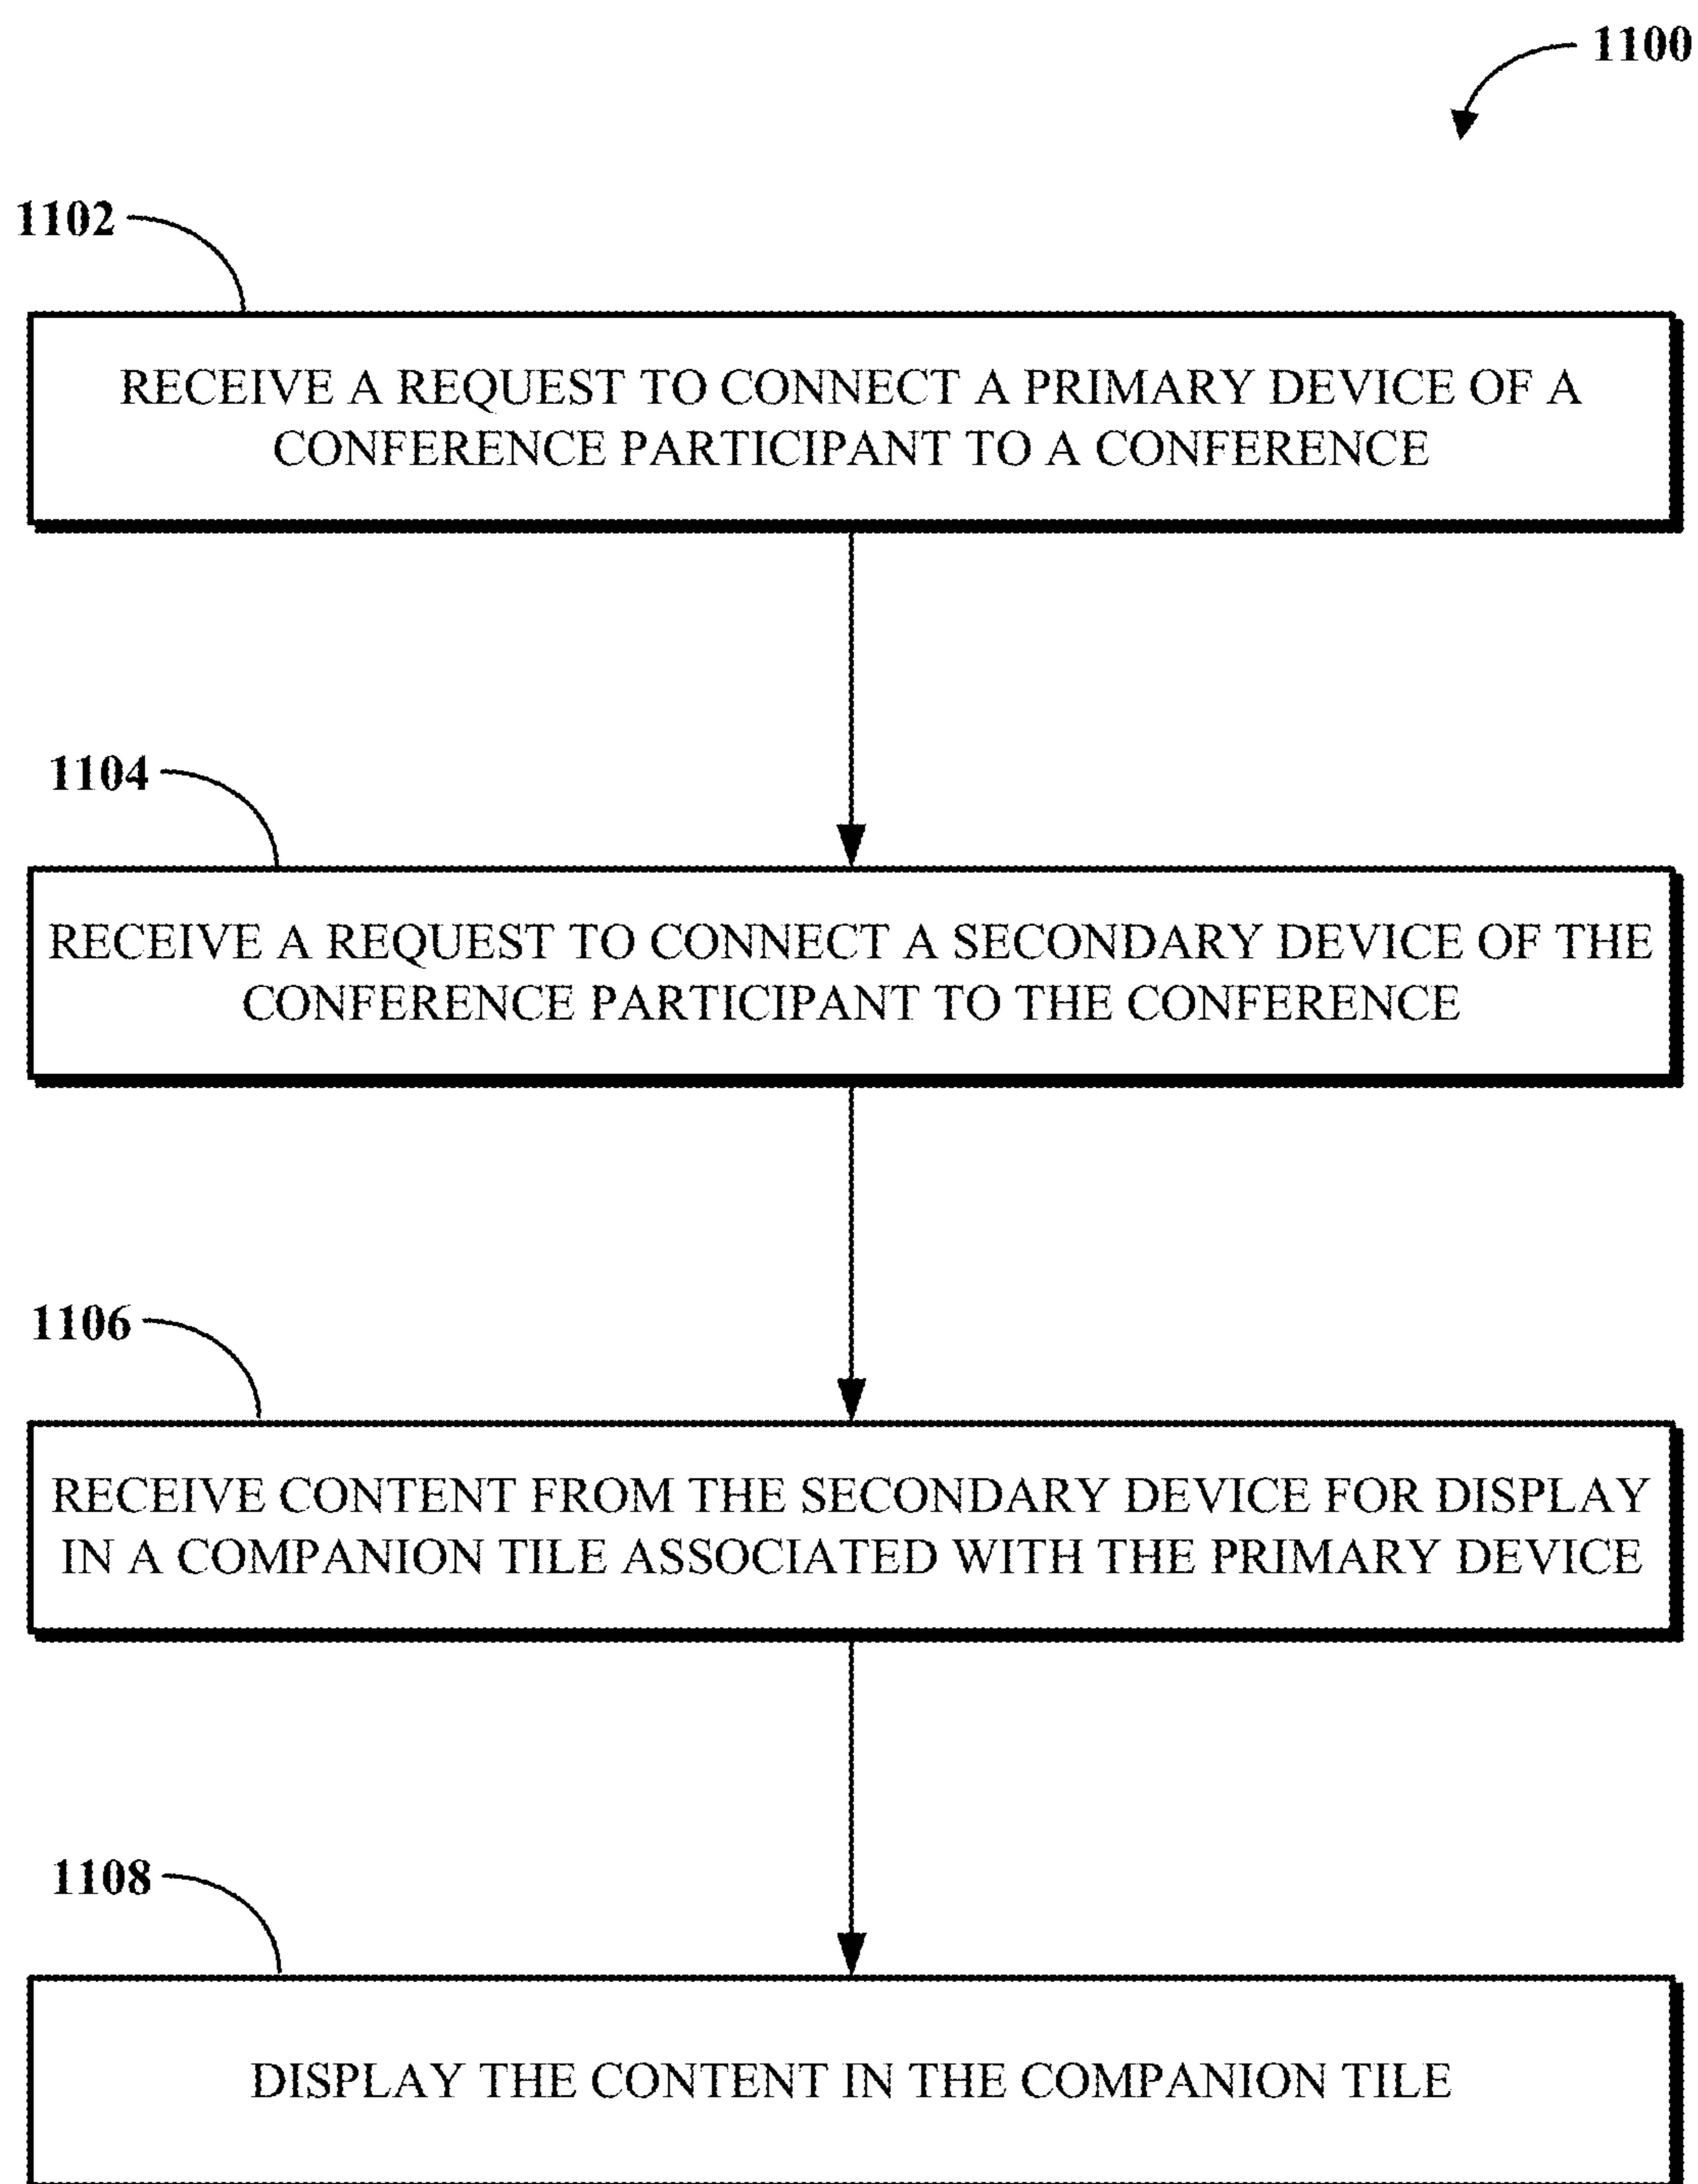 1100
1102
RECEIVE A REQUEST TO CONNECT A PRIMARY DEVICE OF A
CONFERENCE PARTICIPANT TO A CONFERENCE
1104
RECEIVE A REQUEST TO CONNECT A SECONDARY DEVICE OF THE
CONFERENCE PARTICIPANT TO THE CONFERENCE
1106
RECEIVE CONTENT FROM THE SECONDARY DEVICE FOR DISPLAY
IN A COMPANION TILE ASSOCIATED WITH THE PRIMARY DEVICE
1108
DISPLAY THE CONTENT IN THE COMPANION TILE